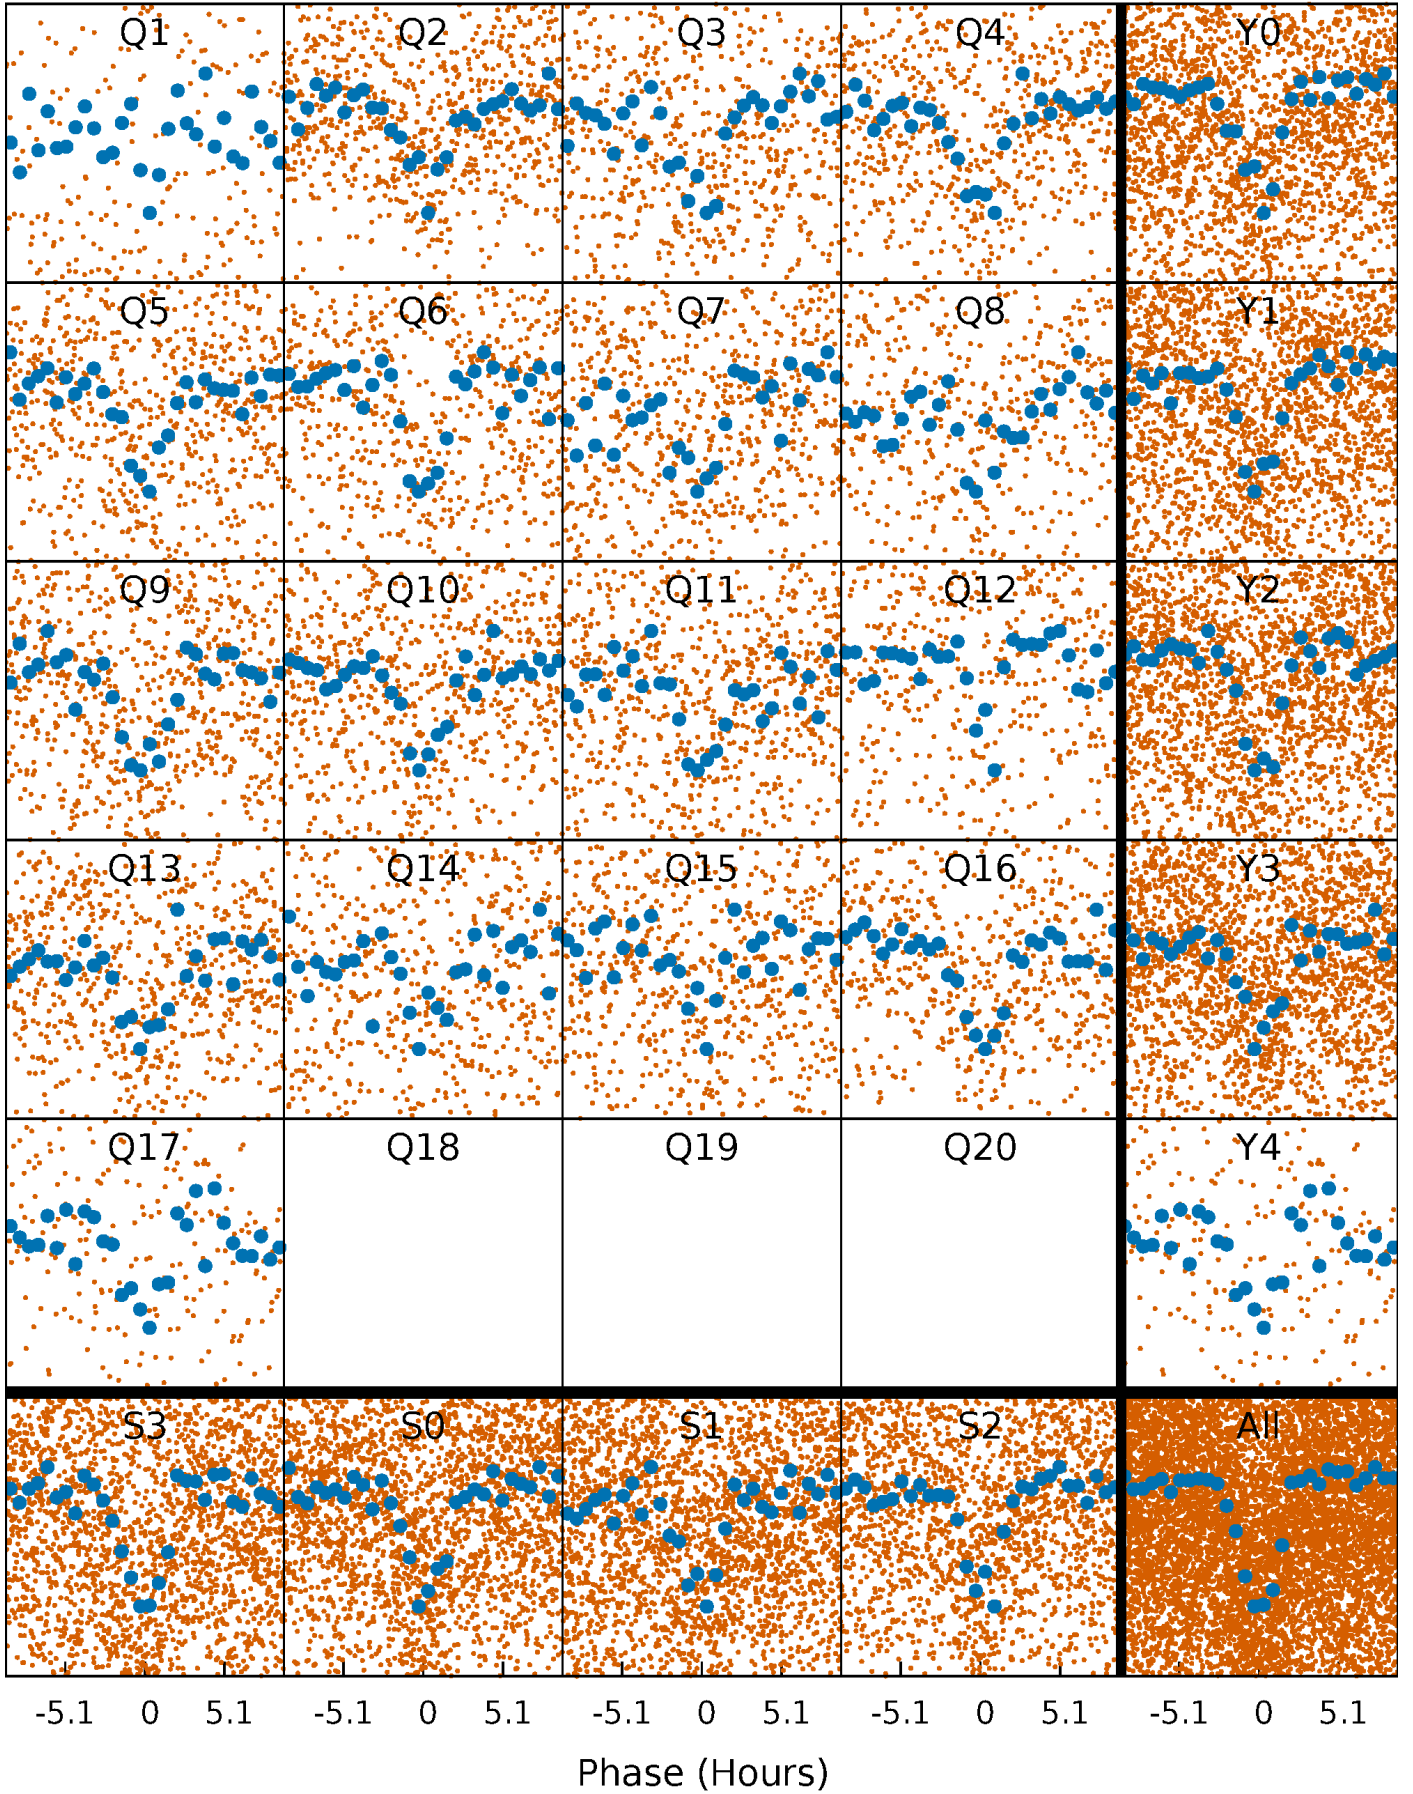 Q1 Q2 Q3 Q4 Y0
Q5 Q6 Q7 Q8 Y1
Q9 Q10 Q11 Q12 Y2
Q13 Q14 Q15 Q16 Y3
Q17 Q18 Q19 Q20 Y4
S3 S0 S1 S2 All
-5.1 0 5.1 -5.1 0 5.1 -5.1 0 5.1 -5.1 0 5.1 -5.1 0 5.1
Phase (Hours)